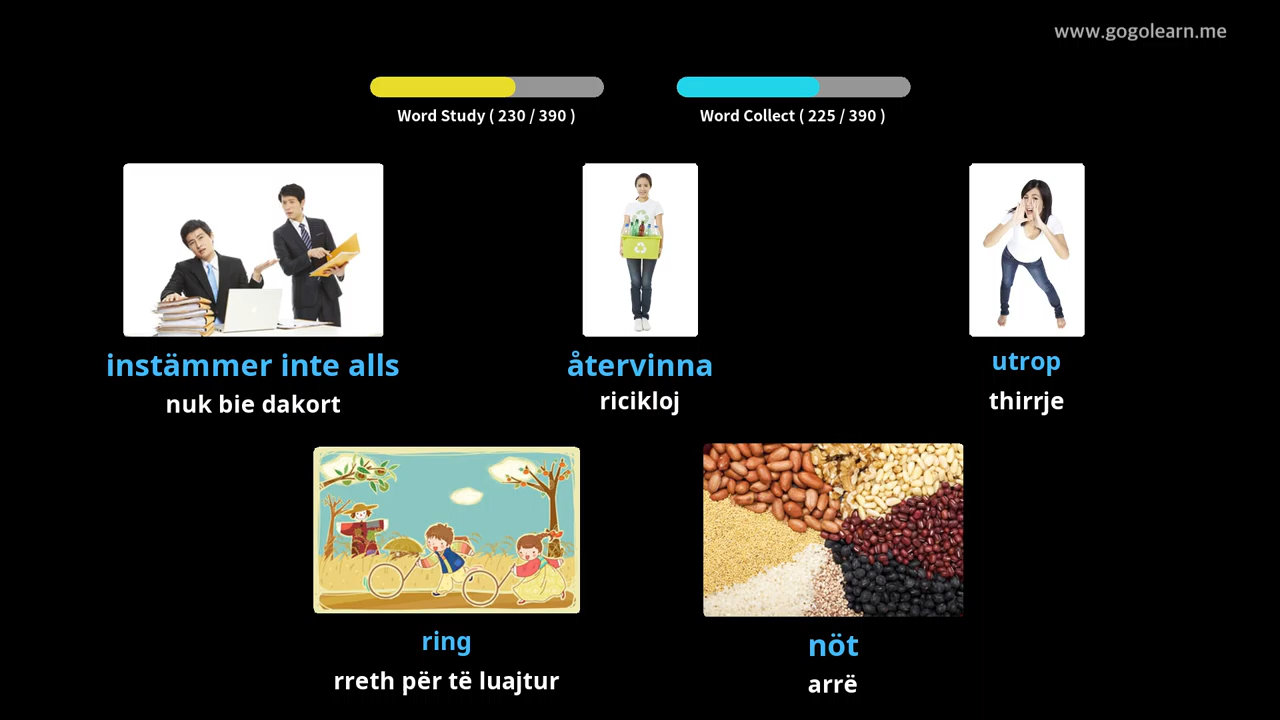 www.gogolearn.me
Word Study ( 230 / 390 )
Word Collect ( 225 / 390 )
instämmer inte alls
nuk bie dakort
återvinna
ricikloj
utrop
thirrje
ring
rreth për të luajtur
nöt
arrë